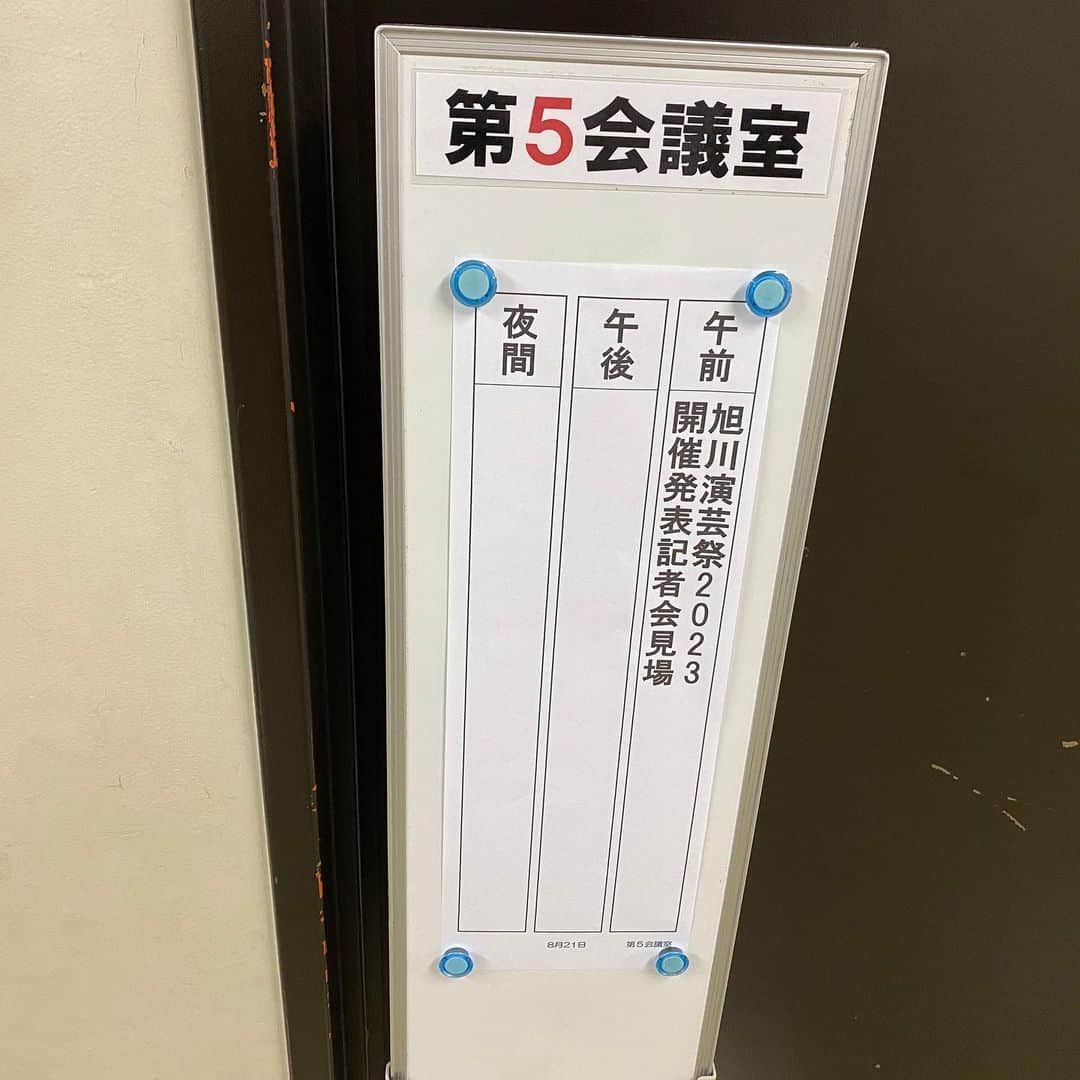 第5会議室
午前
旭川演芸祭2023
開催発表記者会見場
午後
夜間
8月21日
第5会議室